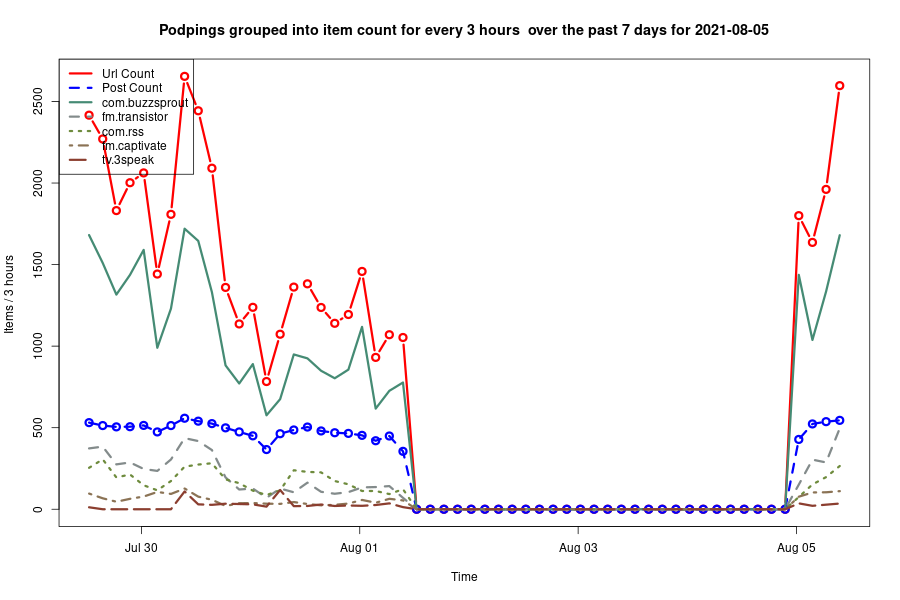 Podpings grouped into item count for every 3 hours  over the past 7 days for 2021-08-05
Url Count
Post Count
com.buzzsprout
fm.transistor
com.rss
fm.captivate
tv.3speak
Items / 3 hours
0
500
1000
1500
2000
2500
Jul 30
Aug 01
Aug 03
Aug 05
Time